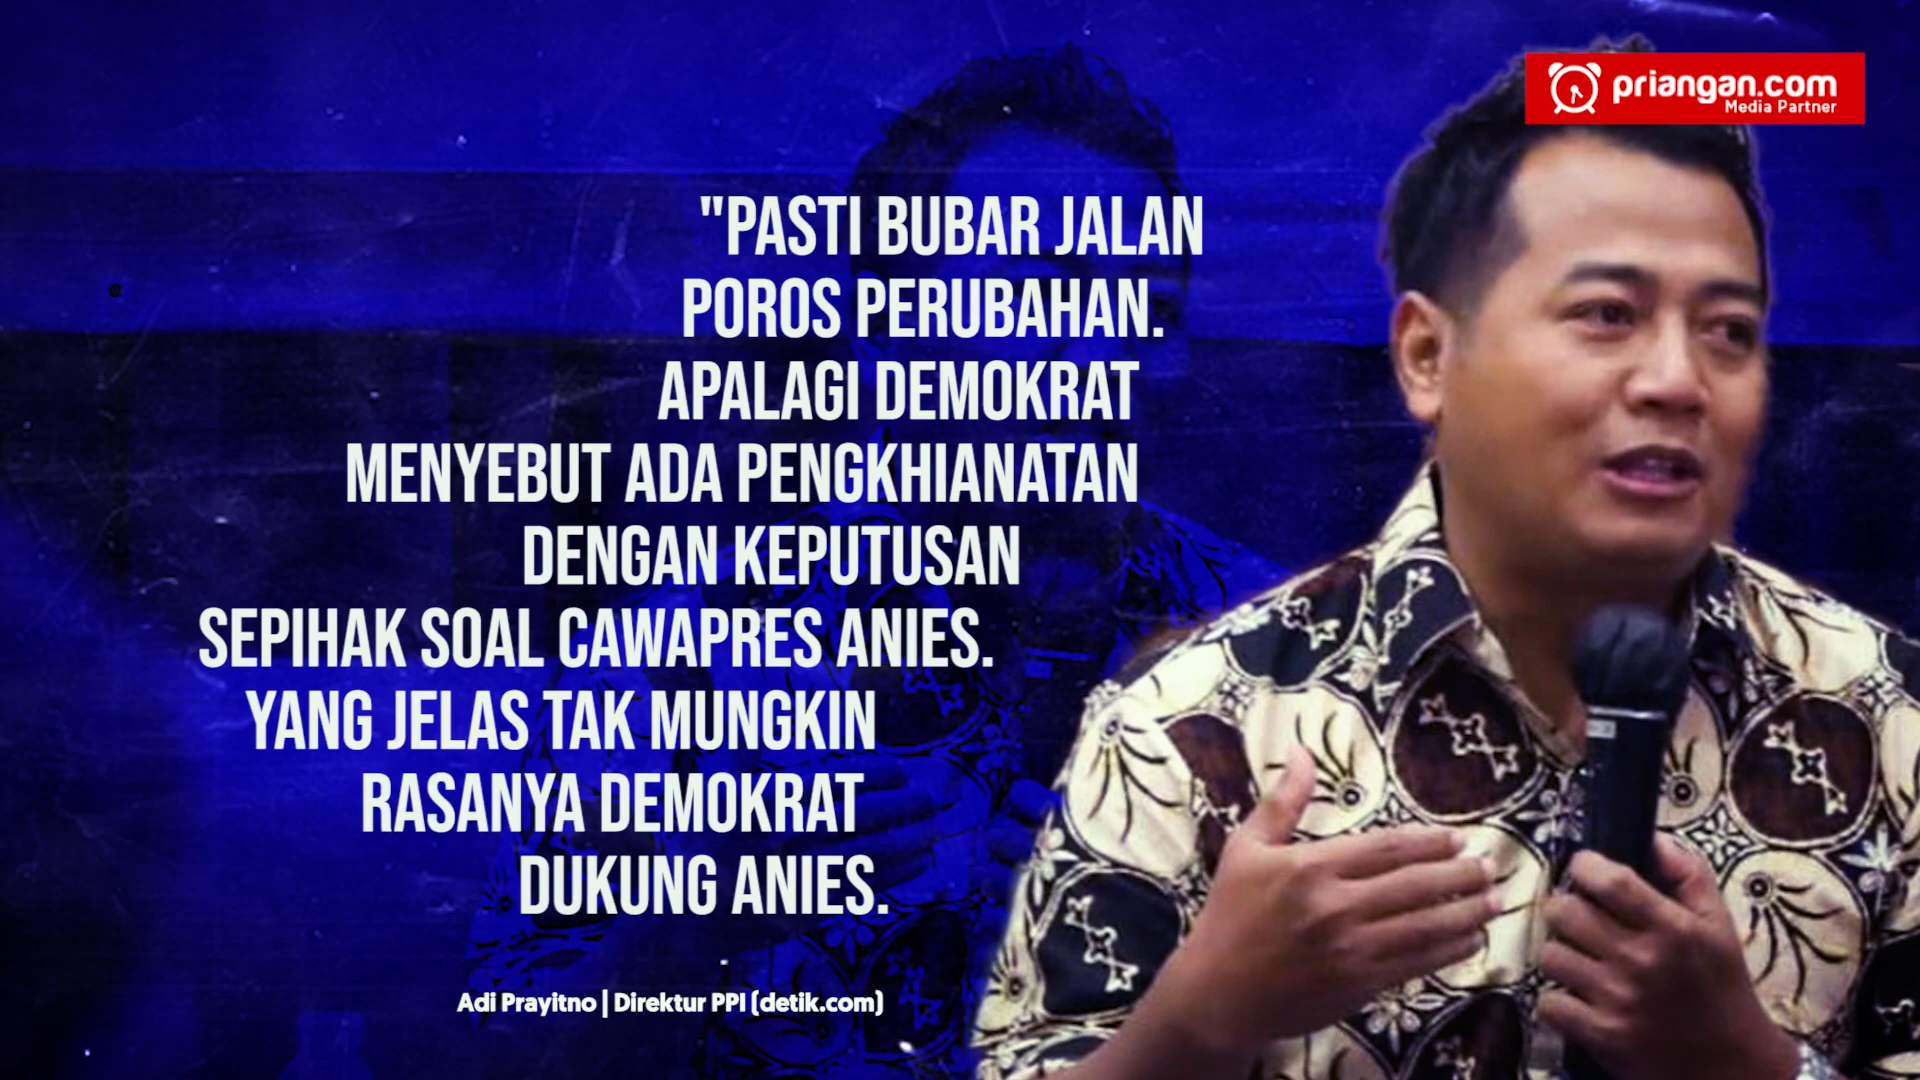 priangan.com
Media Partner
"PASTI BUBAR JALAN
POROS PERUBAHAN.
APALAGI DEMOKRAT
MENYEBUT ADA PENGKHIANATAN
DENGAN KEPUTUSAN
SEPIHAK SOAL CAWAPRES ANIES.
YANG JELAS TAK MUNGKIN
RASANYA DEMOKRAT
DUKUNG ANIES.
Adi Prayitno | Direktur PPI (detik.com)